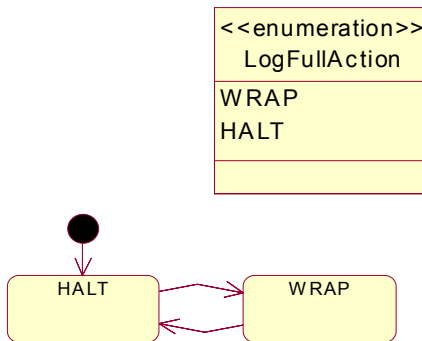 <<enumeration>>
LogFullAction
WRAP
HALT
HALT
WRAP